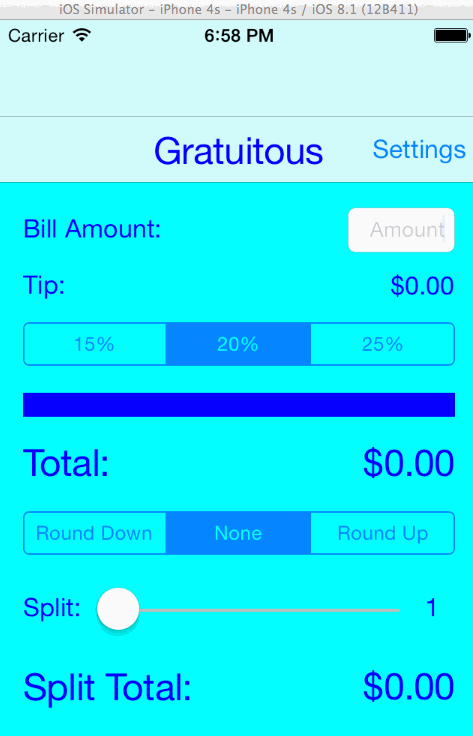 iOS Simulator - iPhone 4s - iPhone 4s / iOS 8.1 (12B411)
Carrier 6:58 PM
Gratuitous Settings
Bill Amount: Amount
Tip: $0.00
15% 20% 25%
Total: $0.00
Round Down None Round Up
Split: 1
Split Total: $0.00